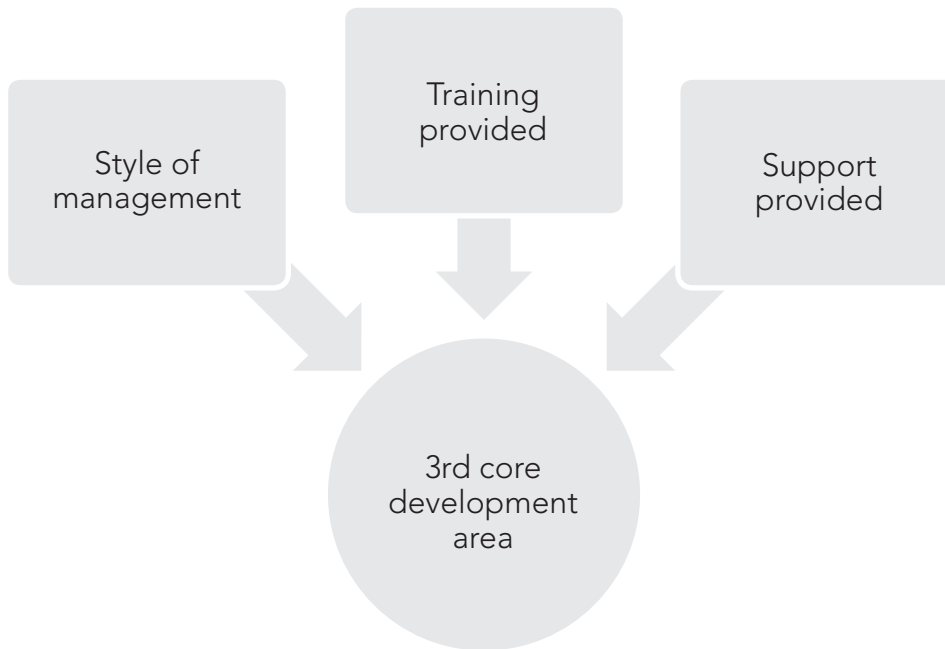 Style of
management
Training
provided
Support
provided
3rd core
development
area